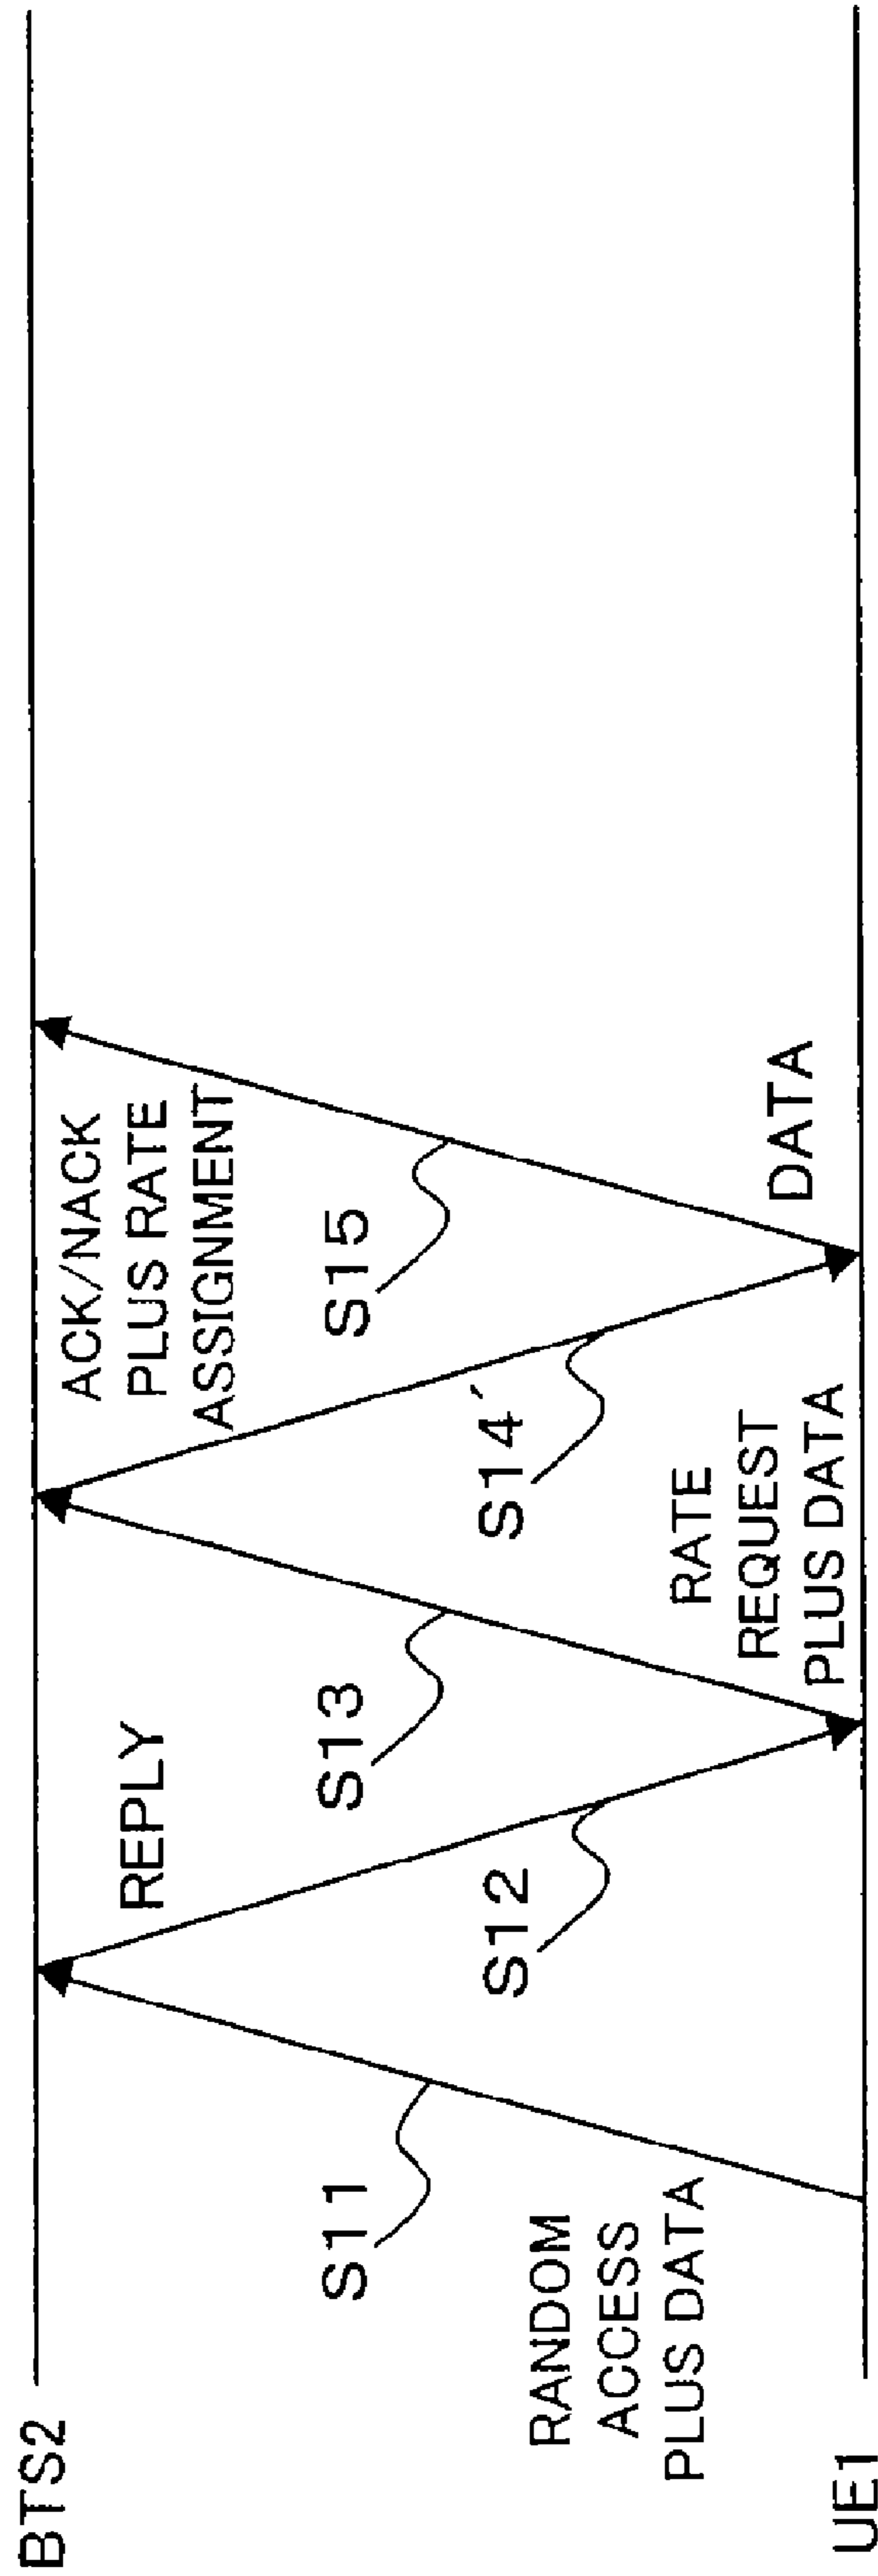 BTS2
UE1
RANDOM
ACCESS
PLUS DATA
S11
S12
REPLY
S13
RATE
REQUEST
PLUS DATA
S14´
ACK/NACK
PLUS RATE
ASSIGNMENT
S15
DATA